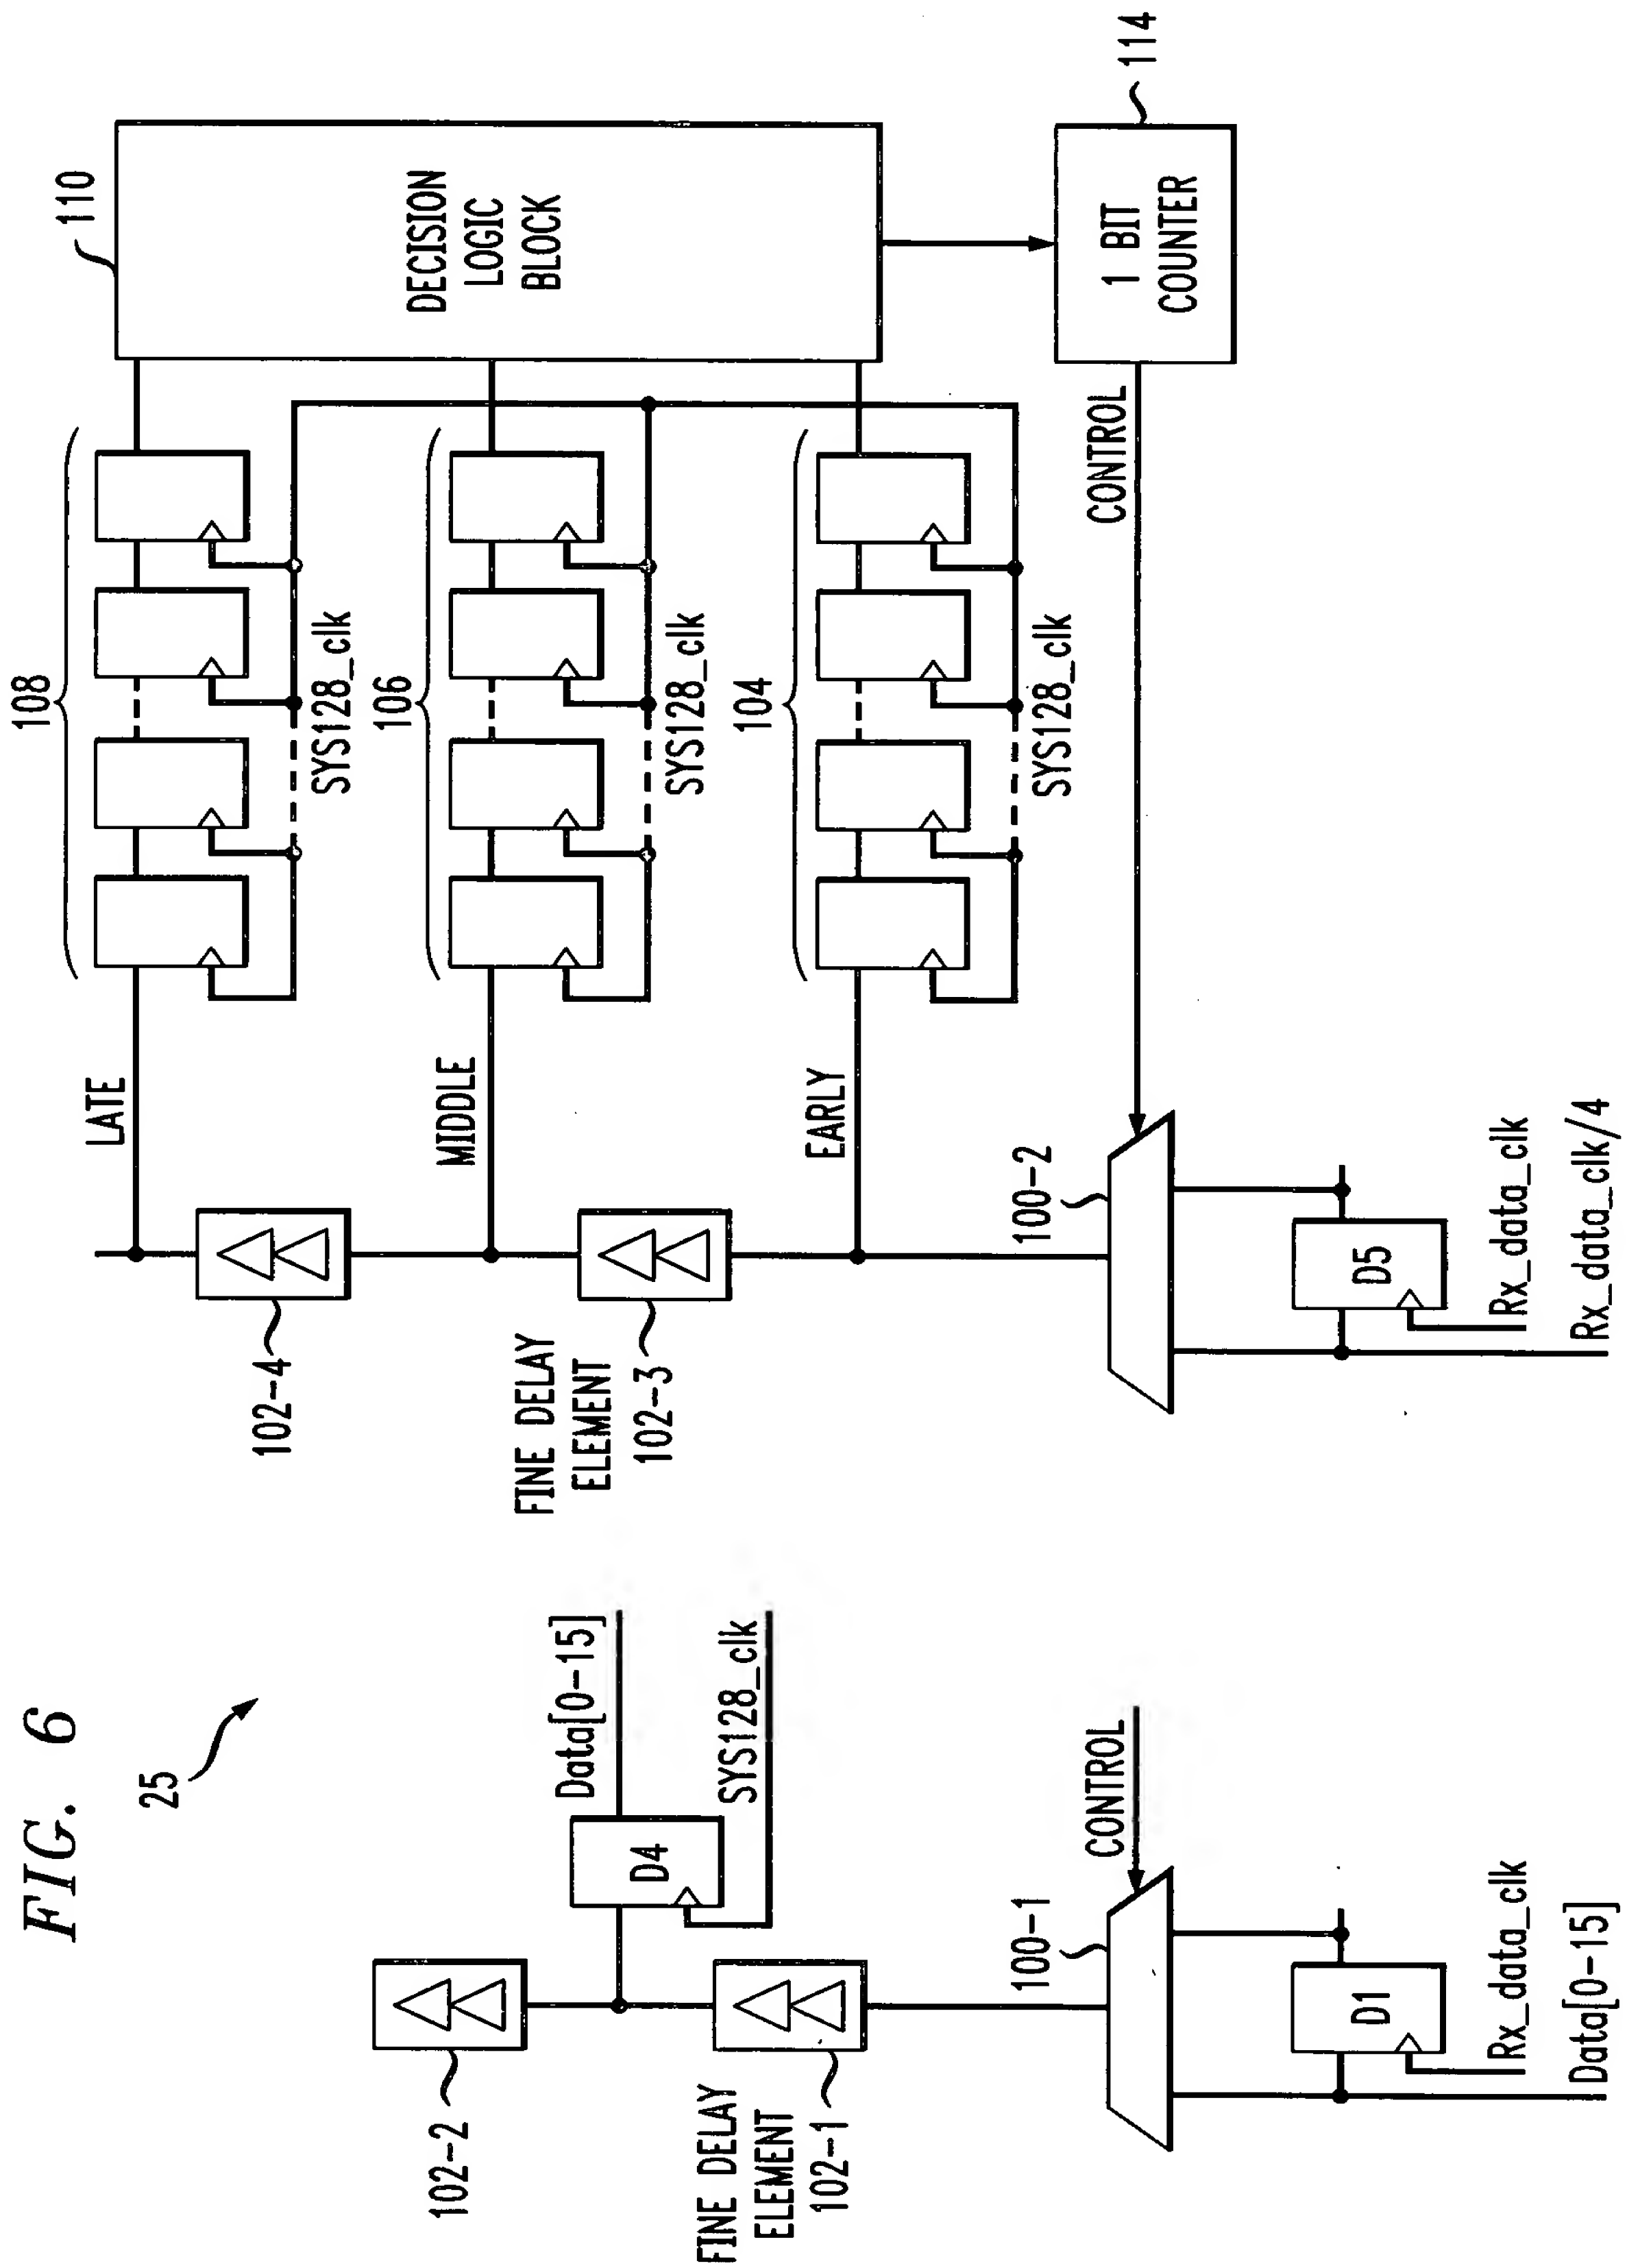 FIG. 6
25
102-2
FINE DELAY
ELEMENT
102-1
Data[0-15]
D4
SYS128_clk
CONTROL
100-1
D1
Rx_data_clk
Data[0-15]
LATE
108
SYS128_clk
110
DECISION
LOGIC
BLOCK
102-4
MIDDLE
106
SYS128_clk
FINE DELAY
ELEMENT
102-3
EARLY
104
SYS128_clk
100-2
CONTROL
1 BIT
COUNTER
114
D5
Rx_data_clk
Rx_data_clk/4